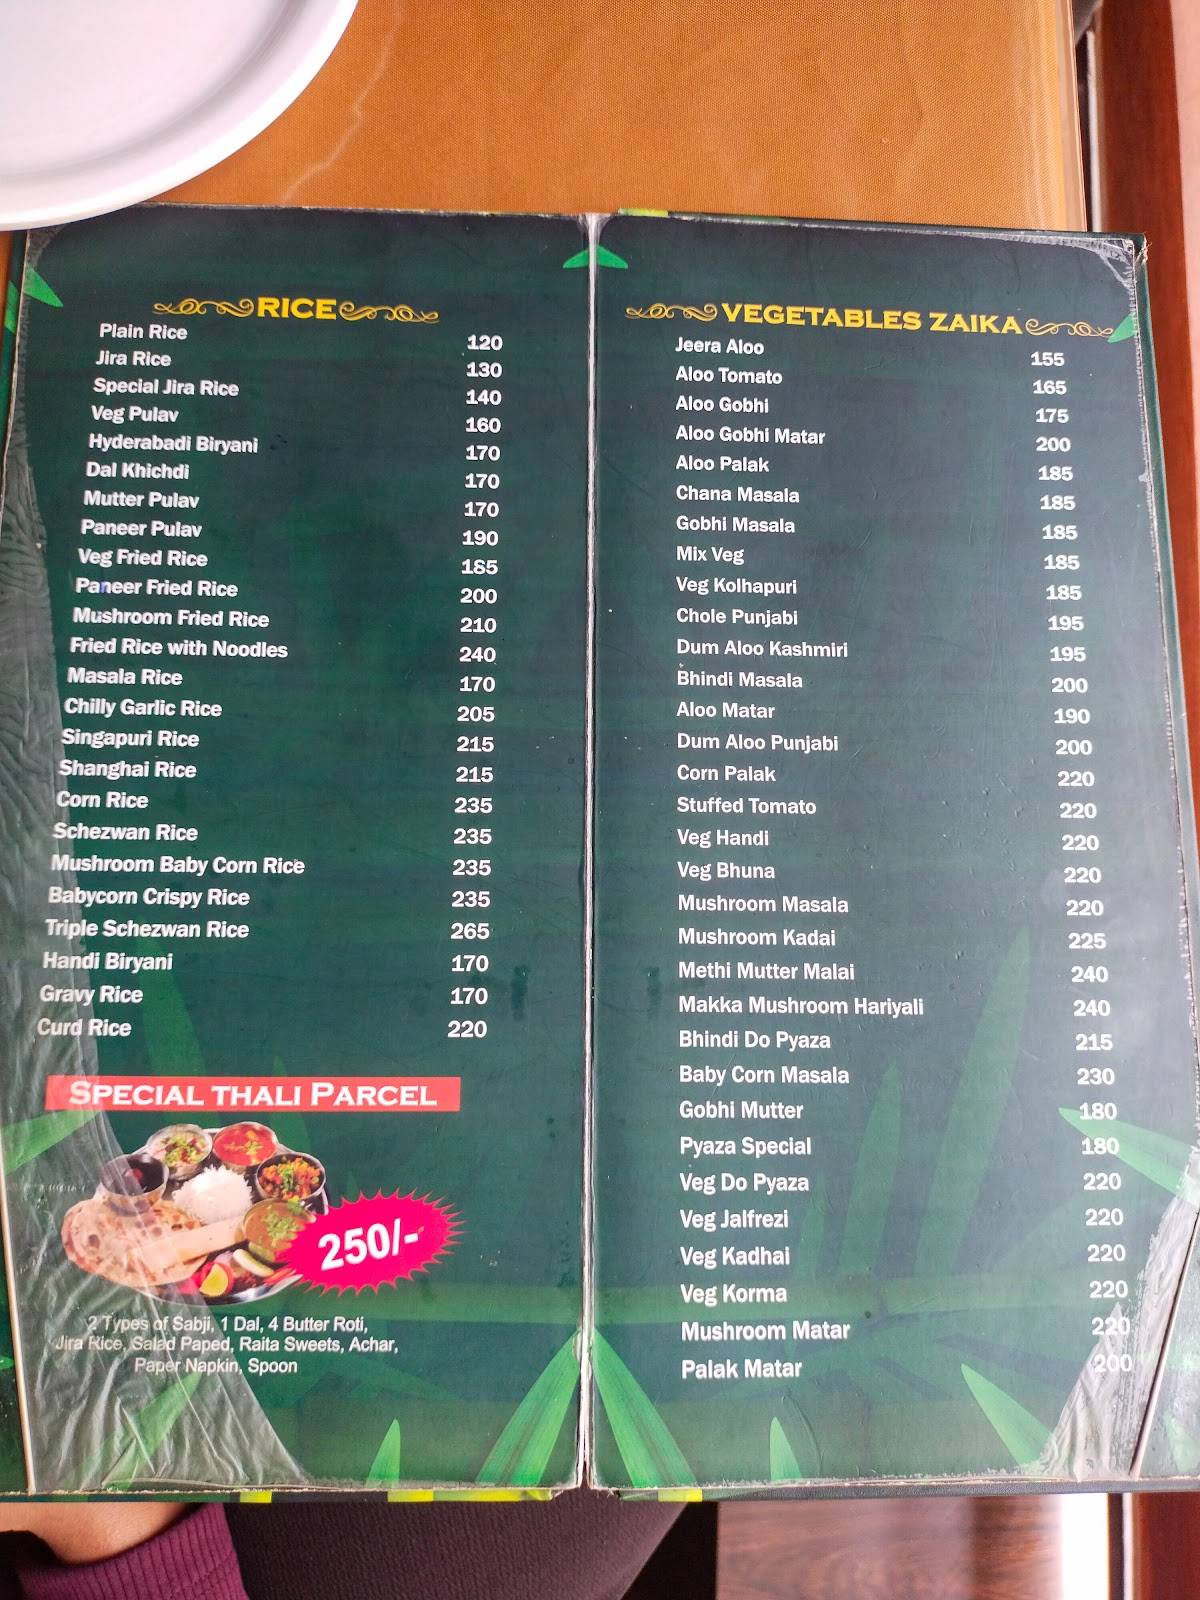 RICE
Plain Rice 120
Jira Rice 130
Special Jira Rice 140
Veg Pulav 160
Hyderabadi Biryani 170
Dal Khichdi 170
Mutter Pulav 170
Paneer Pulav 190
Veg Fried Rice 185
Paneer Fried Rice 200
Mushroom Fried Rice 210
Fried Rice with Noodles 240
Masala Rice 170
Chilly Garlic Rice 205
Singapuri Rice 215
Shanghai Rice 215
Corn Rice 235
Schezwan Rice 235
Mushroom Baby Corn Rice 235
Babycorn Crispy Rice 235
Triple Schezwan Rice 265
Handi Biryani 170
Gravy Rice 170
Curd Rice 220
SPECIAL THALI PARCEL
250/-
2 Types of Sabji, 1 Dal, 4 Butter Roti,
Jira Rice, Salad Paped, Raita Sweets, Achar,
Paper Napkin, Spoon
VEGETABLES ZAIKA
Jeera Aloo 155
Aloo Tomato 165
Aloo Gobhi 175
Aloo Gobhi Matar 200
Aloo Palak 185
Chana Masala 185
Gobhi Masala 185
Mix Veg 185
Veg Kolhapuri 185
Chole Punjabi 195
Dum Aloo Kashmiri 195
Bhindi Masala 200
Aloo Matar 190
Dum Aloo Punjabi 200
Corn Palak 220
Stuffed Tomato 220
Veg Handi 220
Veg Bhuna 220
Mushroom Masala 220
Mushroom Kadai 225
Methi Mutter Malai 240
Makka Mushroom Hariyali 240
Bhindi Do Pyaza 215
Baby Corn Masala 230
Gobhi Mutter 180
Pyaza Special 180
Veg Do Pyaza 220
Veg Jalfrezi 220
Veg Kadhai 220
Veg Korma 220
Mushroom Matar 220
Palak Matar 200